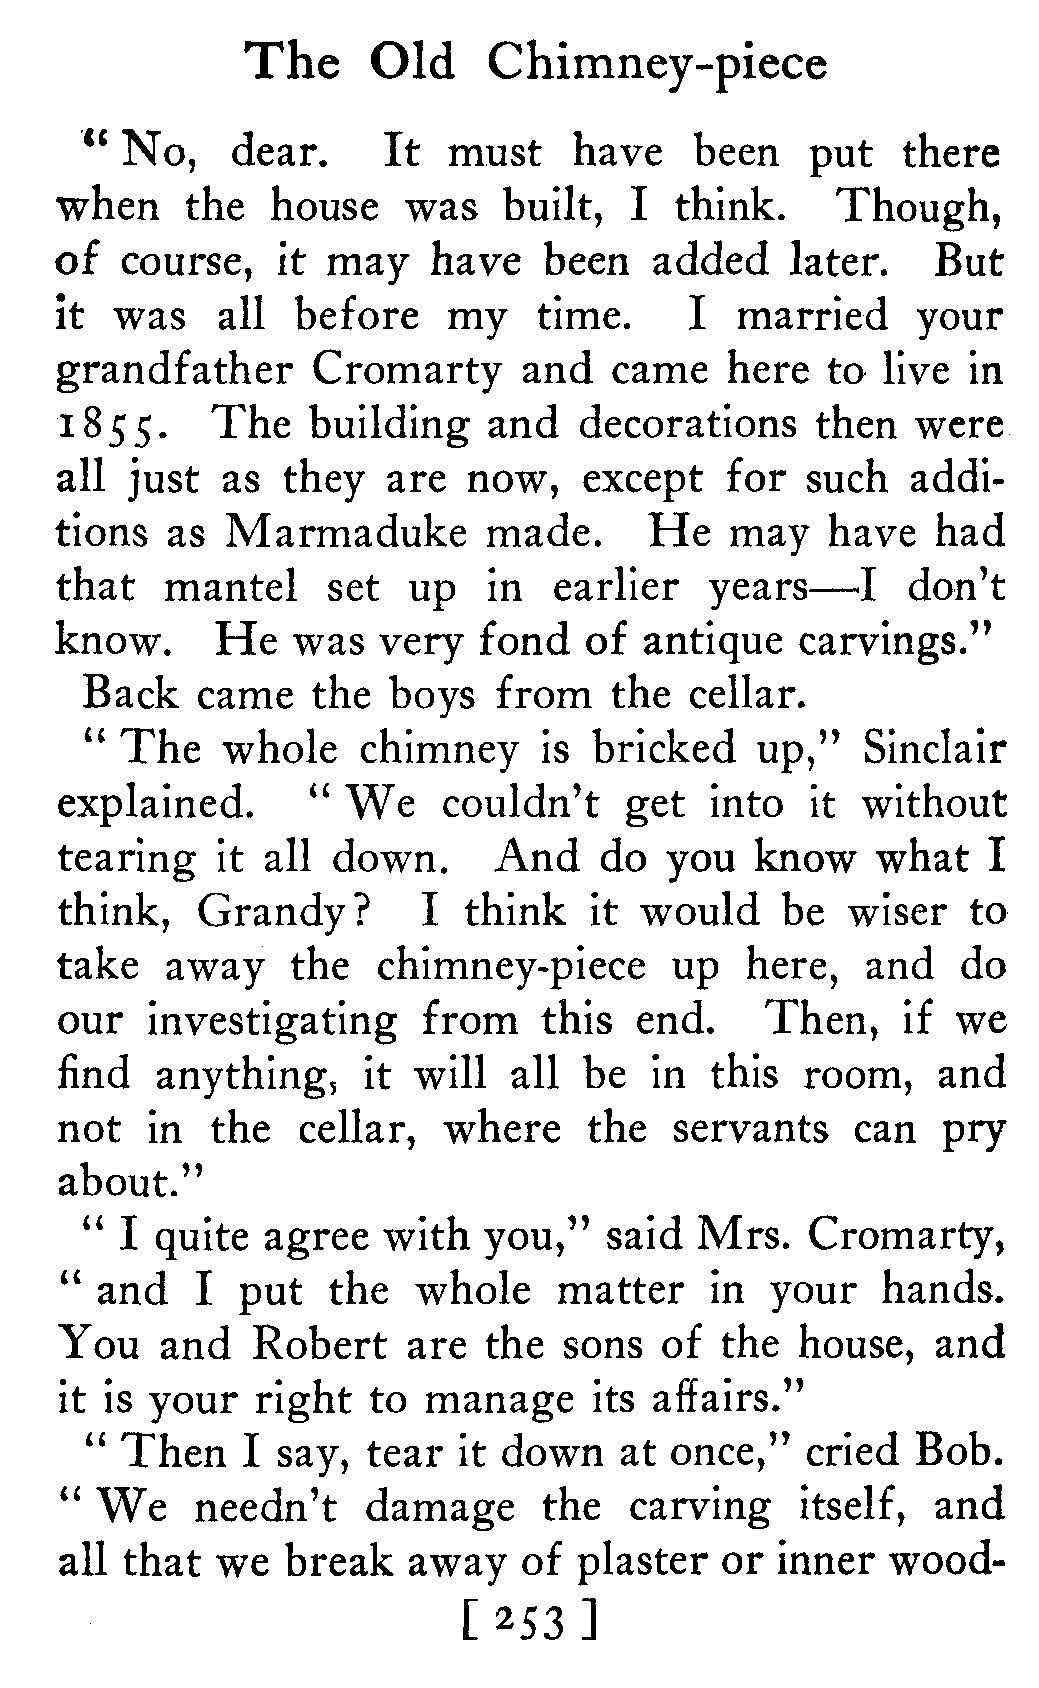 The Old Chimney-piece
“ No, dear. It must have been put there
when the house was built, I think. Though,
of course, it may have been added later. But
it was all before my time. I married your
grandfather Cromarty and came here to live in
1855. The building and decorations then were
all just as they are now, except for such addi-
tions as Marmaduke made. He may have had
that mantel set up in earlier years—I don’t
know. He was very fond of antique carvings.”
Back came the boys from the cellar.
“ The whole chimney is bricked up,” Sinclair
explained. “ We couldn’t get into it without
tearing it all down. And do you know what I
think, Grandy? I think it would be wiser to
take away the chimney-piece up here, and do
our investigating from this end. Then, if we
find anything, it will all be in this room, and
not in the cellar, where the servants can pry
about.”
“ I quite agree with you,” said Mrs. Cromarty,
“ and I put the whole matter in your hands.
You and Robert are the sons of the house, and
it is your right to manage its affairs.”
“ Then I say, tear it down at once,” cried Bob.
“ We needn’t damage the carving itself, and
all that we break away of plaster or inner wood-
[ 253 ]